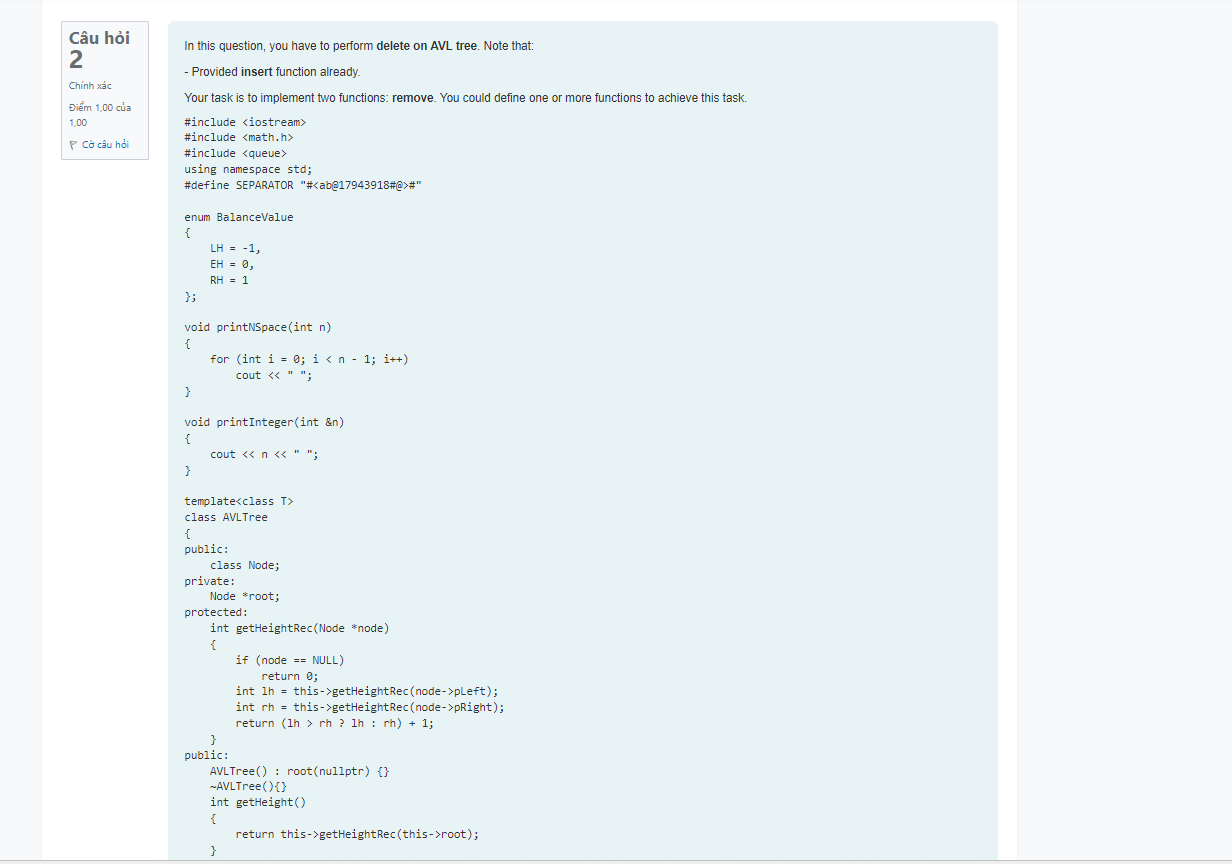 Câu hỏi
2
Chính xác
Điểm 1,00 của
1,00
Cờ câu hỏi
In this question, you have to perform delete on AVL tree. Note that:
- Provided insert function already.
Your task is to implement two functions: remove. You could define one or more functions to achieve this task.
#include <iostream>
#include <math.h>
#include <queue>
using namespace std;
#define SEPARATOR "#<ab@17943918#@>#"

enum BalanceValue
{
    LH = -1,
    EH = 0,
    RH = 1
};

void printNSpace(int n)
{
    for (int i = 0; i < n - 1; i++)
        cout << " ";
}

void printInteger(int &n)
{
    cout << n << " ";
}

template<class T>
class AVLTree
{
public:
    class Node;
private:
    Node *root;
protected:
    int getHeightRec(Node *node)
    {
        if (node == NULL)
            return 0;
        int lh = this->getHeightRec(node->pLeft);
        int rh = this->getHeightRec(node->pRight);
        return (lh > rh ? lh : rh) + 1;
    }
public:
    AVLTree() : root(nullptr) {}
    ~AVLTree(){}
    int getHeight()
    {
        return this->getHeightRec(this->root);
    }